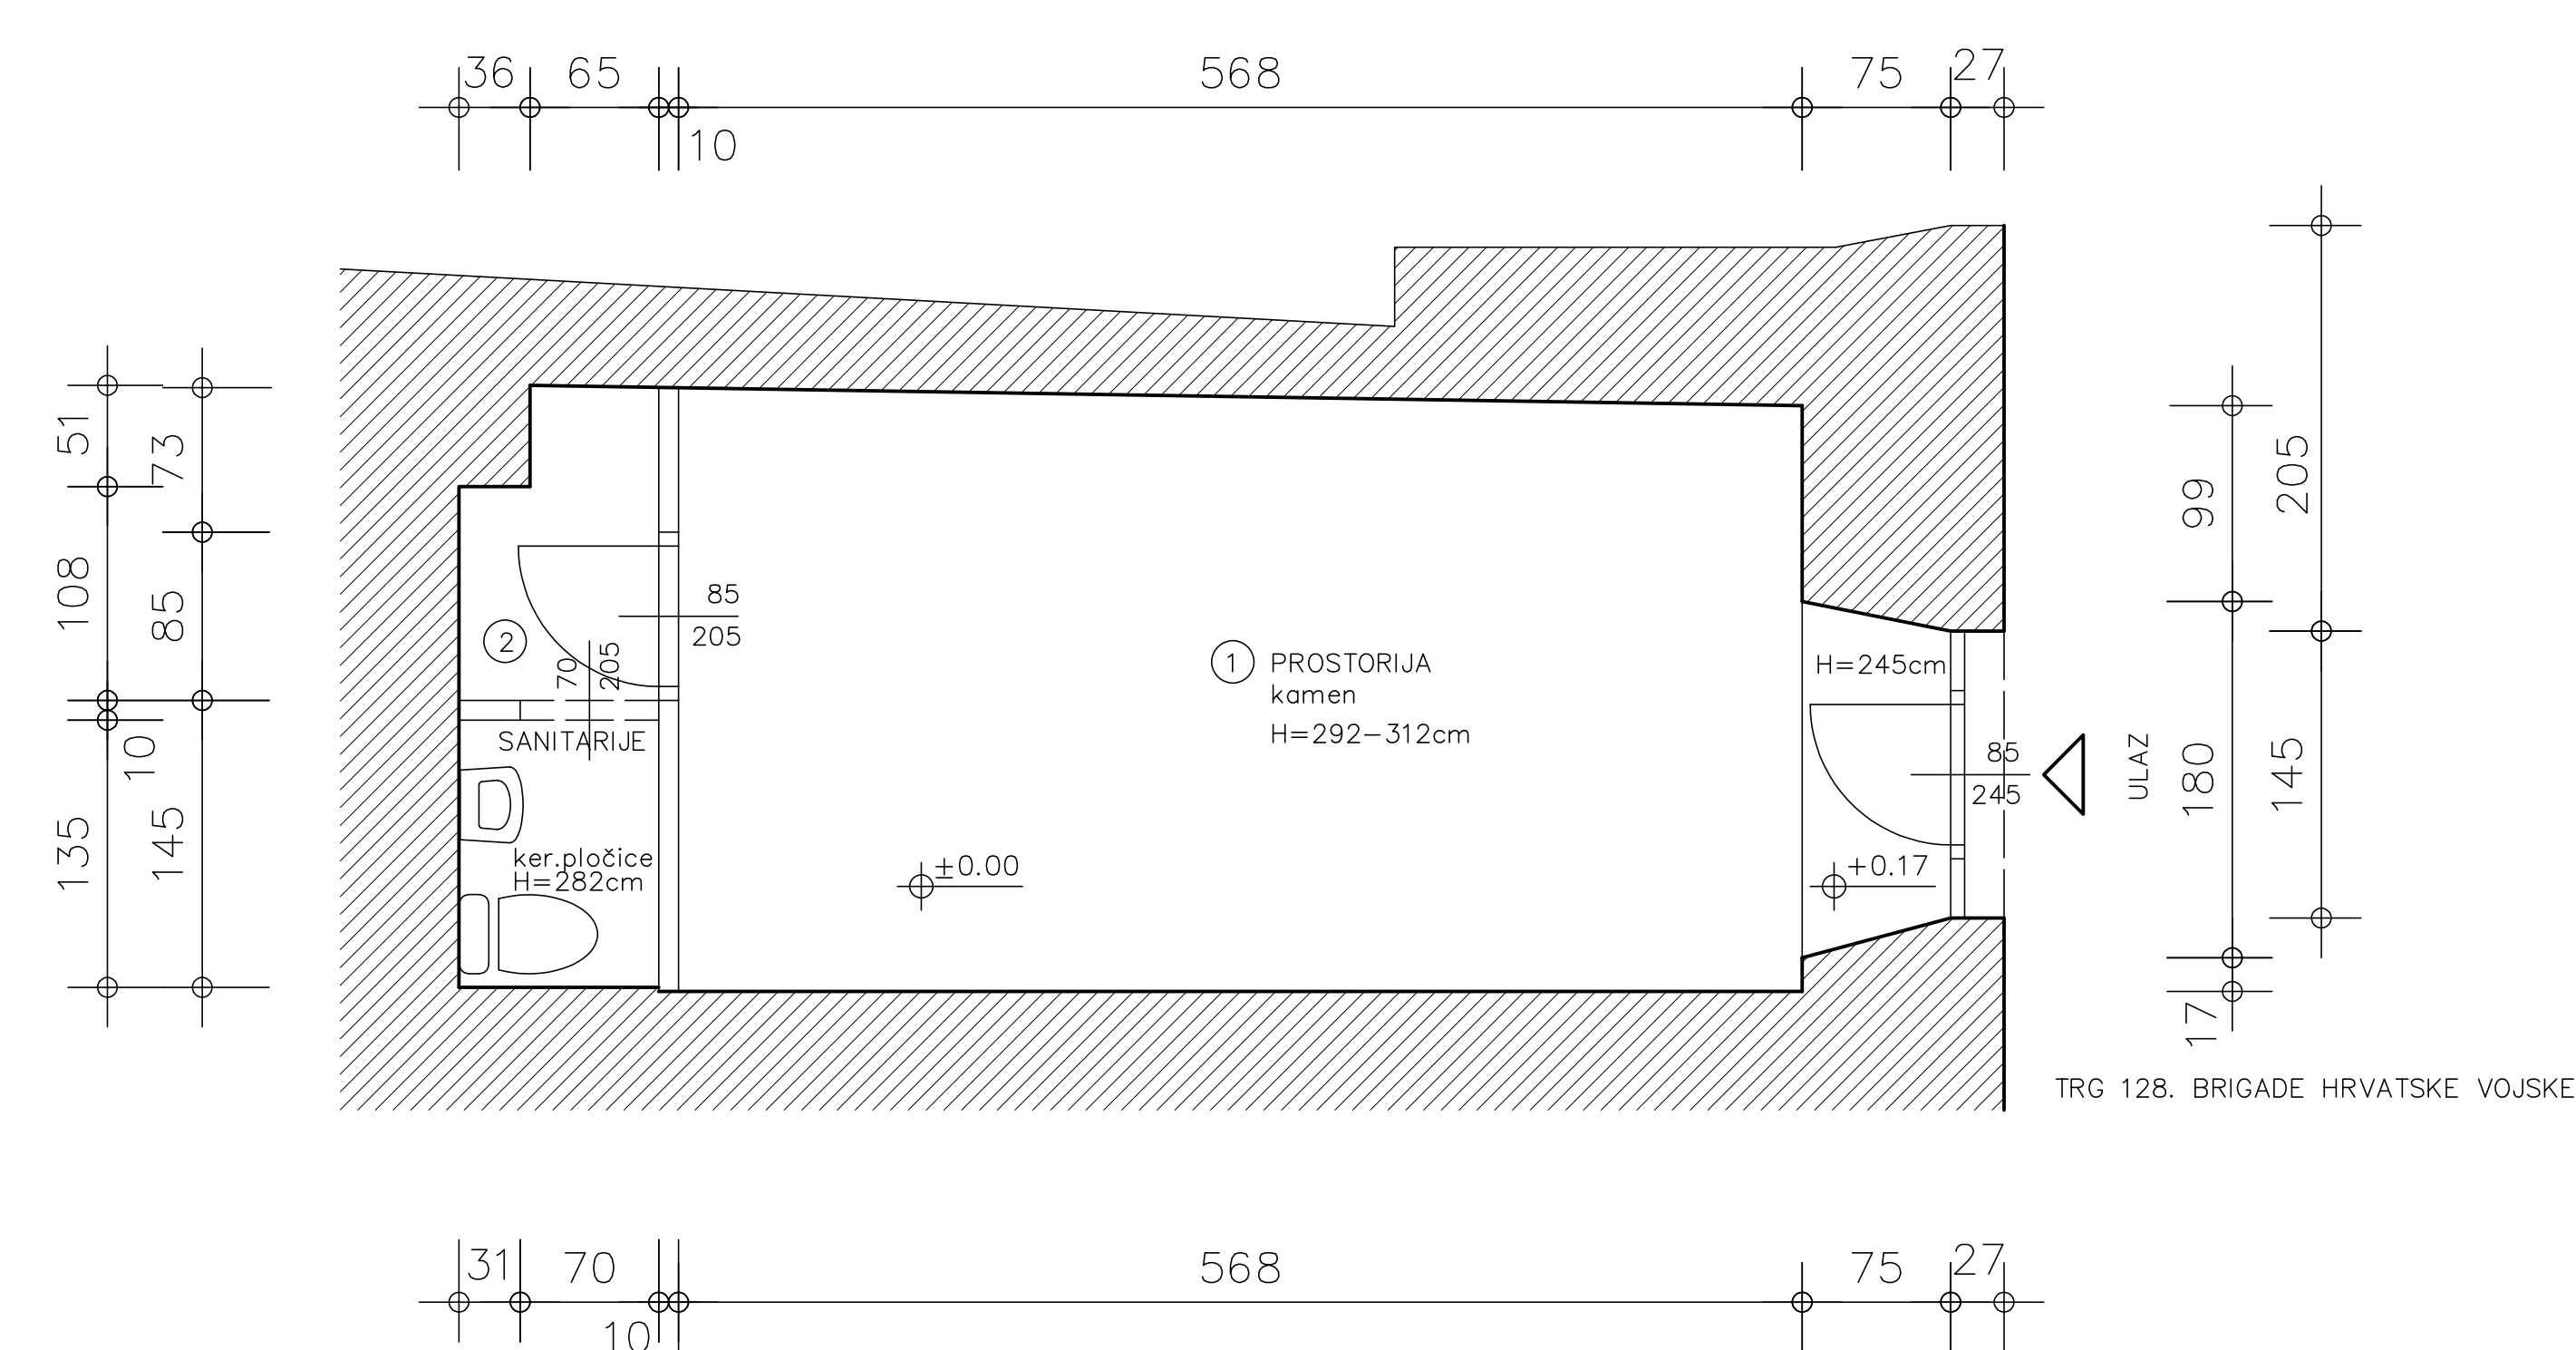 36 65 568 75 27
10
51 73
108 85
10
135 145
85
205
2
70
205
SANITARIJE
ker.pločice
H=282cm
1 PROSTORIJA
kamen
H=292-312cm
±0.00
H=245cm
85
245
+0.17
ULAZ
99 205
180 145
17
TRG 128. BRIGADE HRVATSKE VOJSKE
31 70 568 75 27
10